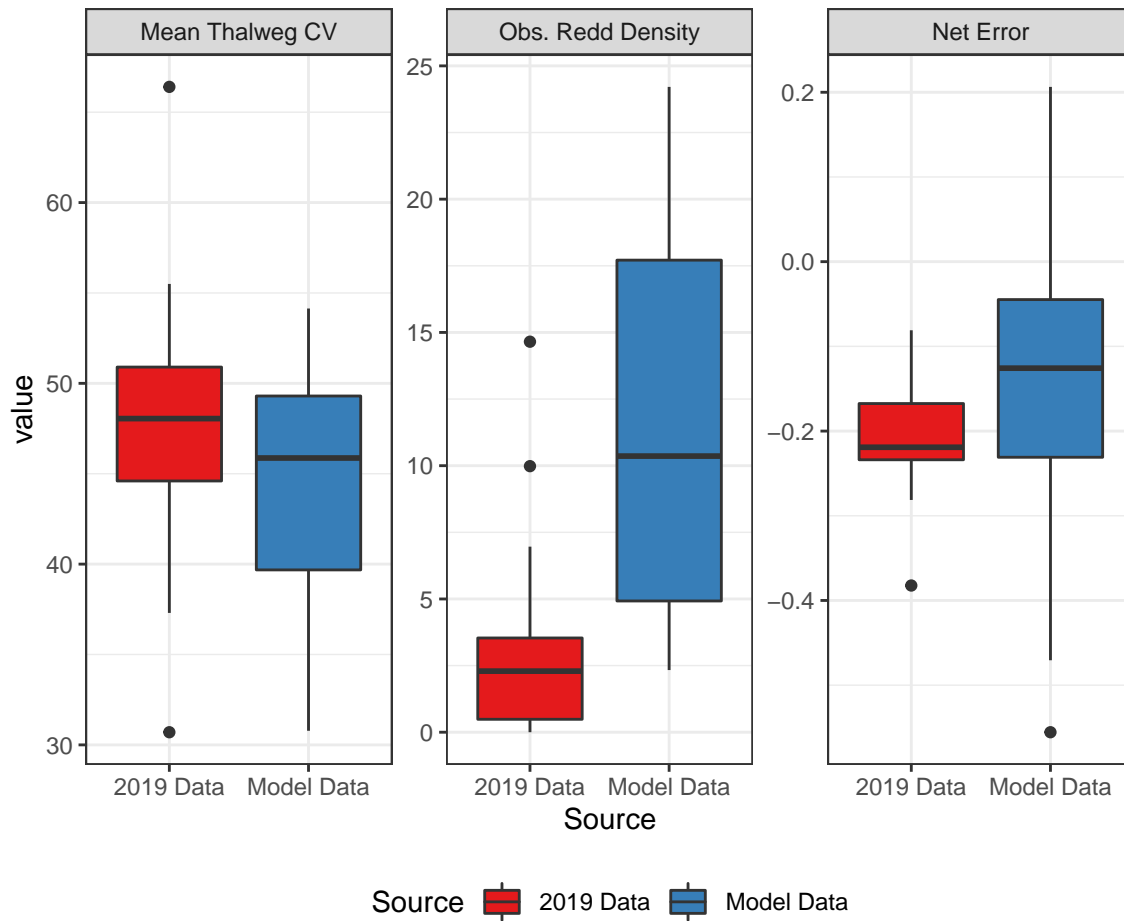 Mean Thalweg CV
Obs. Redd Density
Net Error
60
50
40
30
25
20
15
10
5
0
0.2
0.0
−0.2
−0.4
value
2019 Data
Model Data
2019 Data
Model Data
2019 Data
Model Data
Source
Source
2019 Data
Model Data